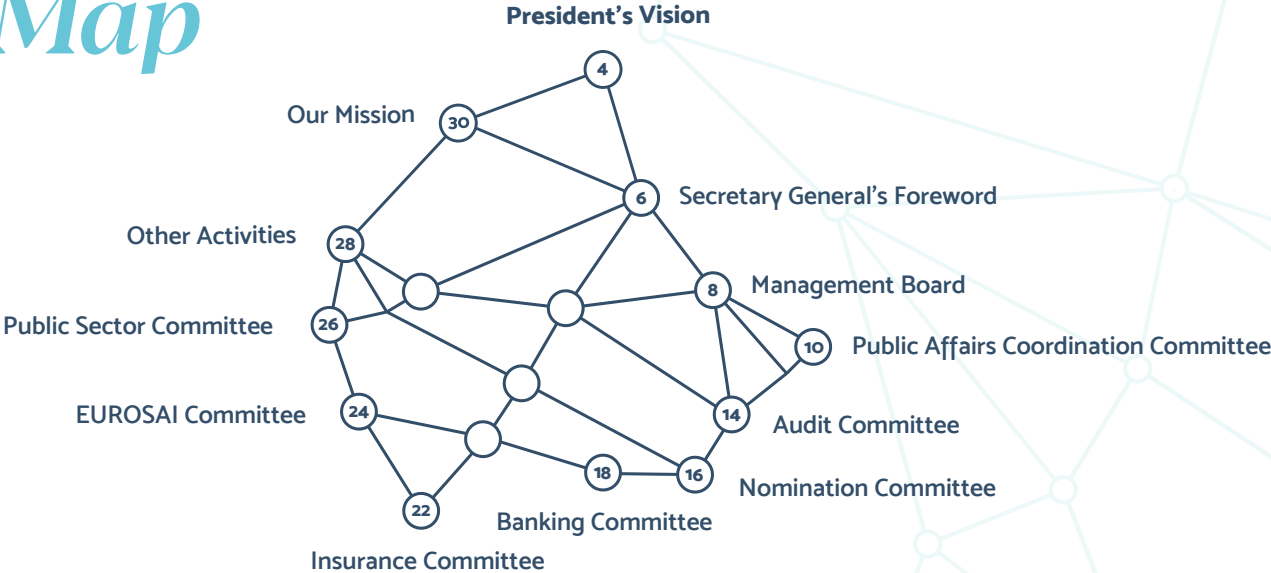 Map
President's Vision
4
Our Mission
30
6
Secretary General's Foreword
Other Activities
28
8
Management Board
Public Sector Committee
26
10
Public Affairs Coordination Committee
EUROSAI Committee
24
14
Audit Committee
18
16
Nomination Committee
22
Banking Committee
Insurance Committee